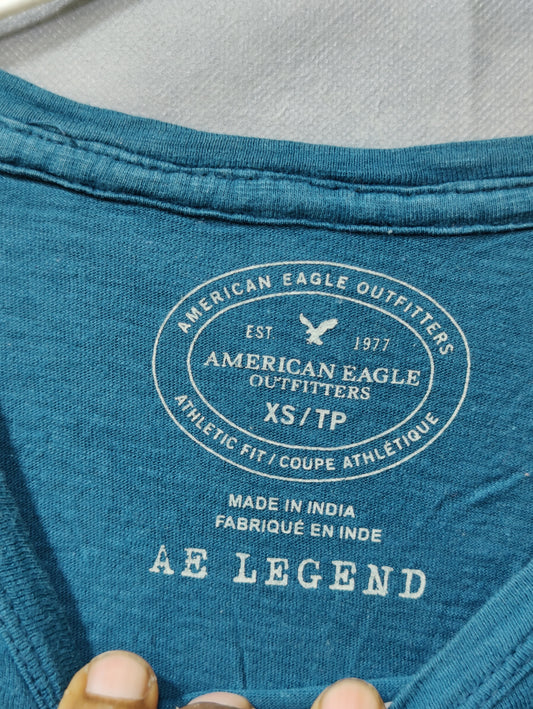 AMERICAN EAGLE OUTFITTERS
EST 1977
AMERICAN EAGLE
OUTFITTERS
XS/TP
ATHLETIC FIT / COUPE ATHLÉTIQUE
MADE IN INDIA
FABRIQUÉ EN INDE
AE LEGEND